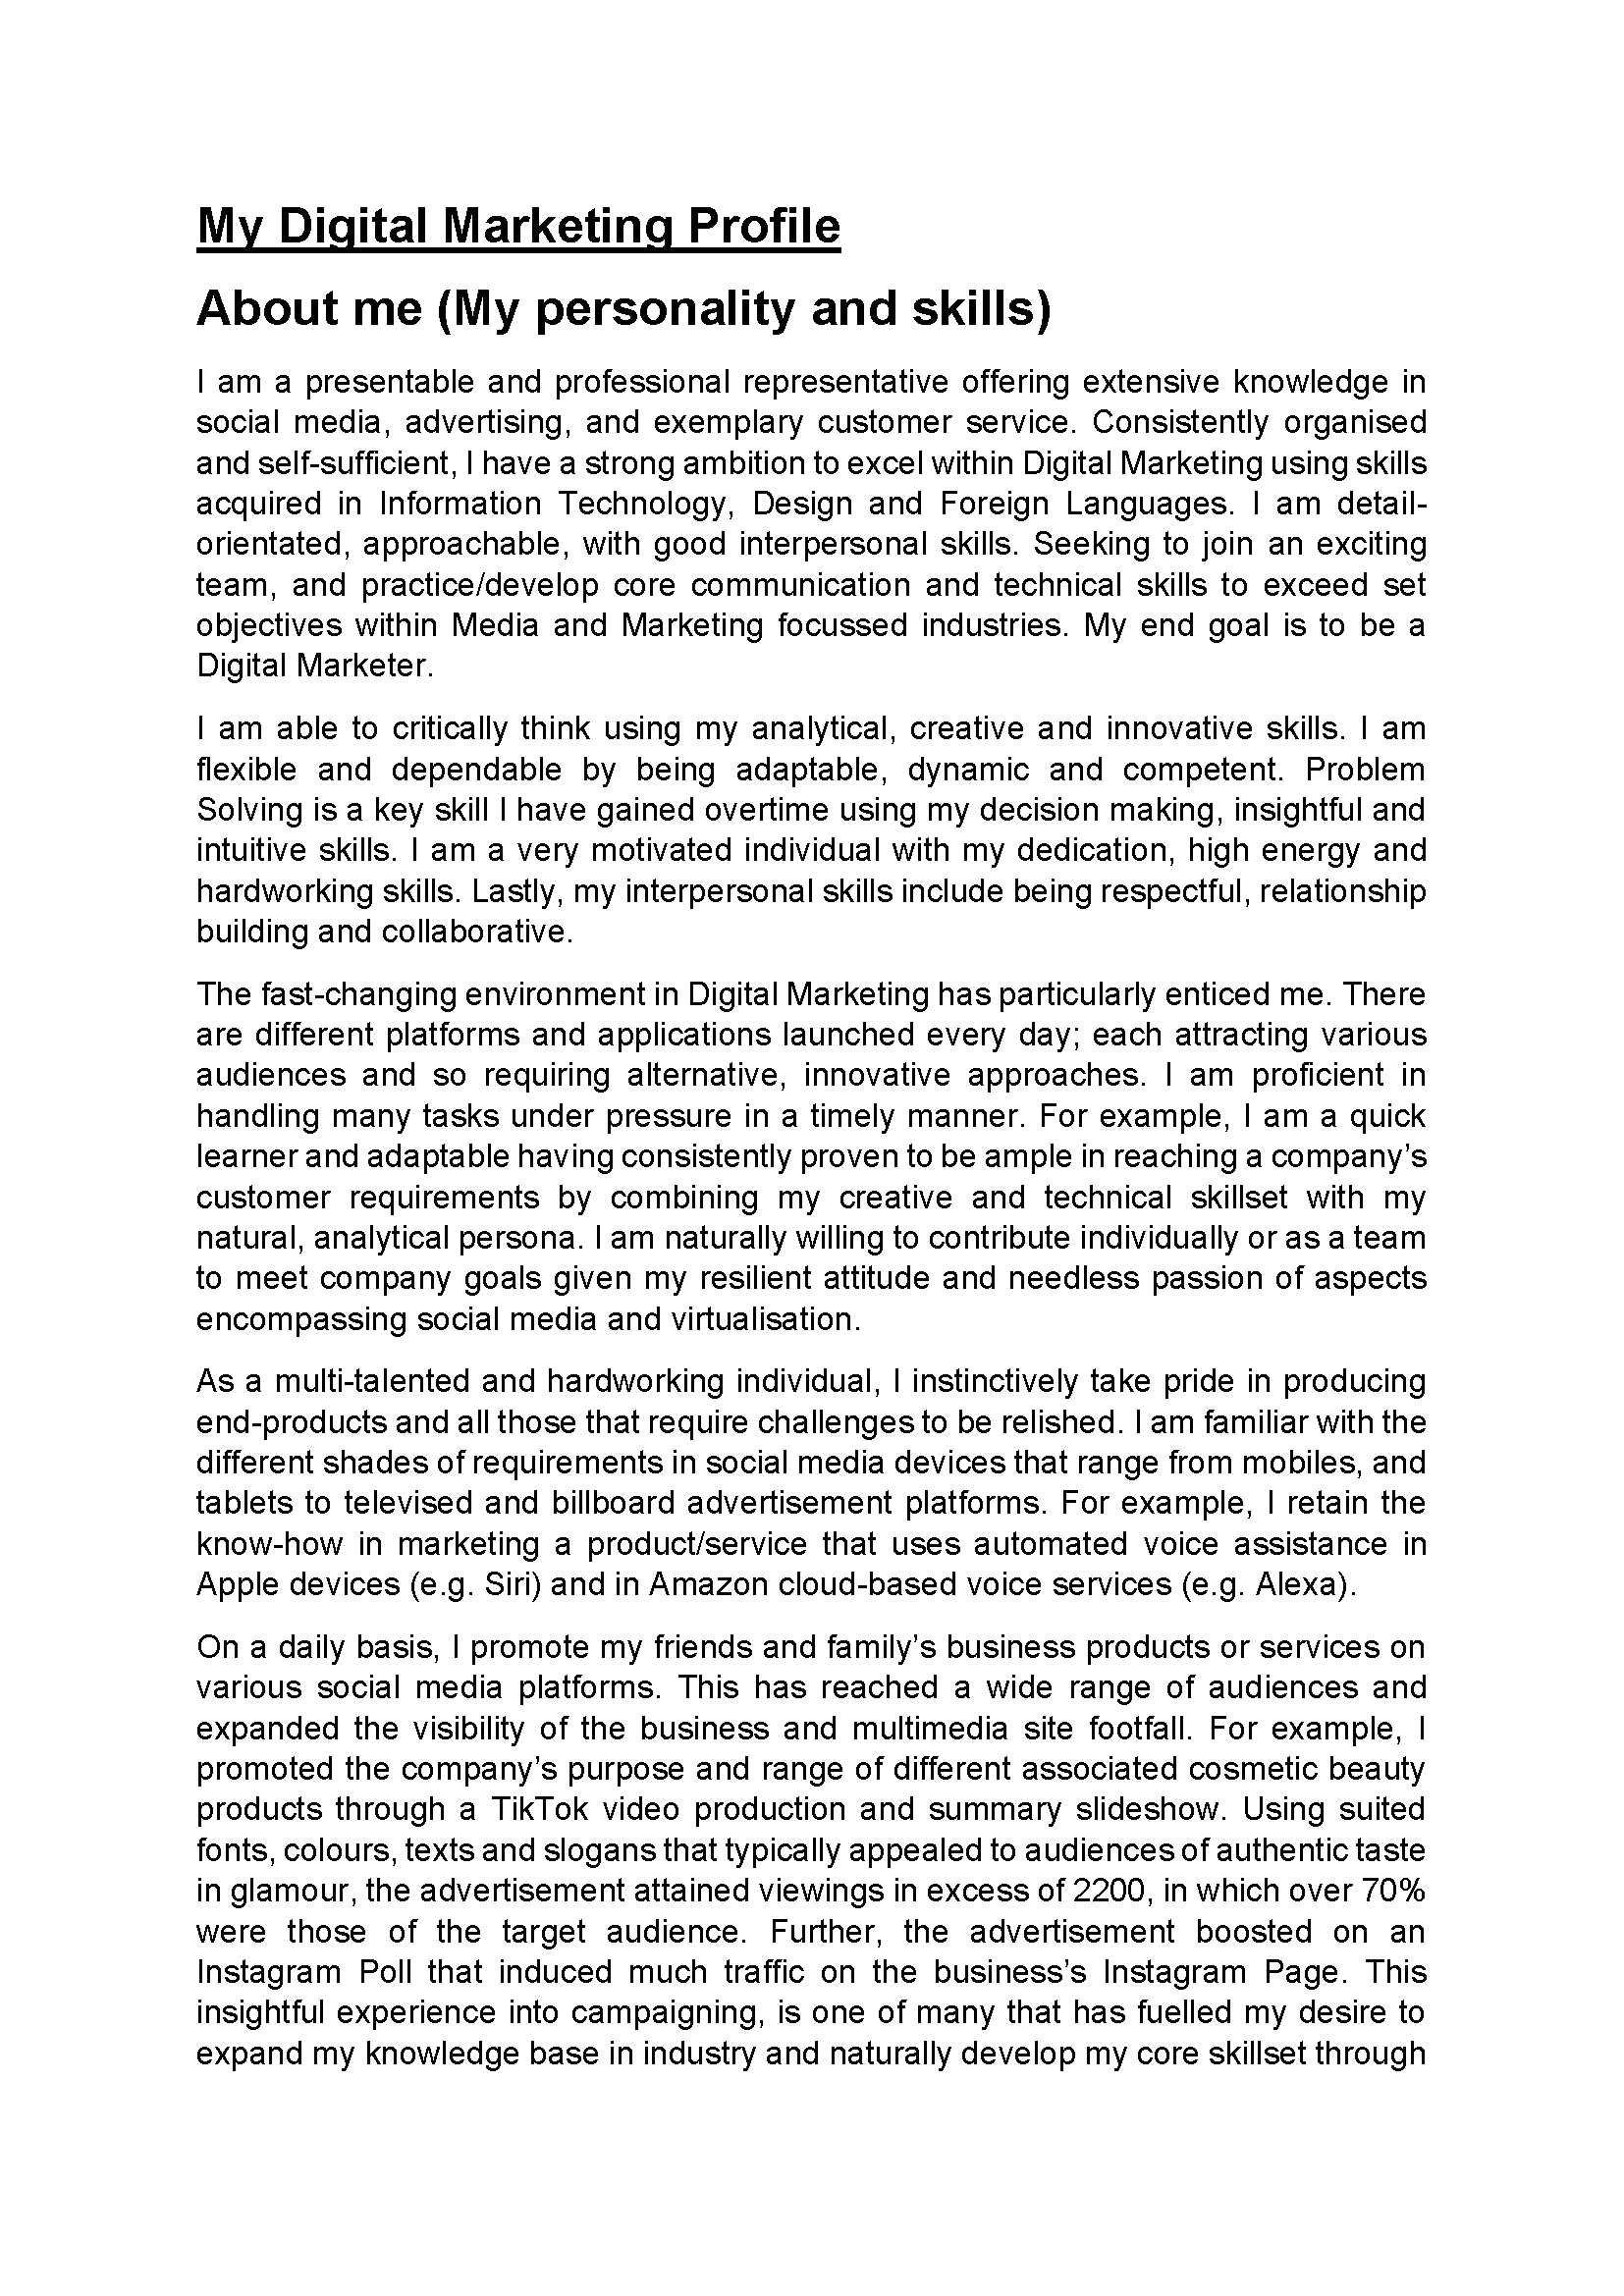 My Digital Marketing Profile
About me (My personality and skills)
I am a presentable and professional representative offering extensive knowledge in
social media, advertising, and exemplary customer service. Consistently organised
and self-sufficient, I have a strong ambition to excel within Digital Marketing using skills
acquired in Information Technology, Design and Foreign Languages. I am detail-
orientated, approachable, with good interpersonal skills. Seeking to join an exciting
team, and practice/develop core communication and technical skills to exceed set
objectives within Media and Marketing focussed industries. My end goal is to be a
Digital Marketer.
I am able to critically think using my analytical, creative and innovative skills. I am
flexible and dependable by being adaptable, dynamic and competent. Problem
Solving is a key skill I have gained overtime using my decision making, insightful and
intuitive skills. I am a very motivated individual with my dedication, high energy and
hardworking skills. Lastly, my interpersonal skills include being respectful, relationship
building and collaborative.
The fast-changing environment in Digital Marketing has particularly enticed me. There
are different platforms and applications launched every day; each attracting various
audiences and so requiring alternative, innovative approaches. I am proficient in
handling many tasks under pressure in a timely manner. For example, I am a quick
learner and adaptable having consistently proven to be ample in reaching a company’s
customer requirements by combining my creative and technical skillset with my
natural, analytical persona. I am naturally willing to contribute individually or as a team
to meet company goals given my resilient attitude and needless passion of aspects
encompassing social media and virtualisation.
As a multi-talented and hardworking individual, I instinctively take pride in producing
end-products and all those that require challenges to be relished. I am familiar with the
different shades of requirements in social media devices that range from mobiles, and
tablets to televised and billboard advertisement platforms. For example, I retain the
know-how in marketing a product/service that uses automated voice assistance in
Apple devices (e.g. Siri) and in Amazon cloud-based voice services (e.g. Alexa).
On a daily basis, I promote my friends and family’s business products or services on
various social media platforms. This has reached a wide range of audiences and
expanded the visibility of the business and multimedia site footfall. For example, I
promoted the company’s purpose and range of different associated cosmetic beauty
products through a TikTok video production and summary slideshow. Using suited
fonts, colours, texts and slogans that typically appealed to audiences of authentic taste
in glamour, the advertisement attained viewings in excess of 2200, in which over 70%
were those of the target audience. Further, the advertisement boosted on an
Instagram Poll that induced much traffic on the business’s Instagram Page. This
insightful experience into campaigning, is one of many that has fuelled my desire to
expand my knowledge base in industry and naturally develop my core skillset through